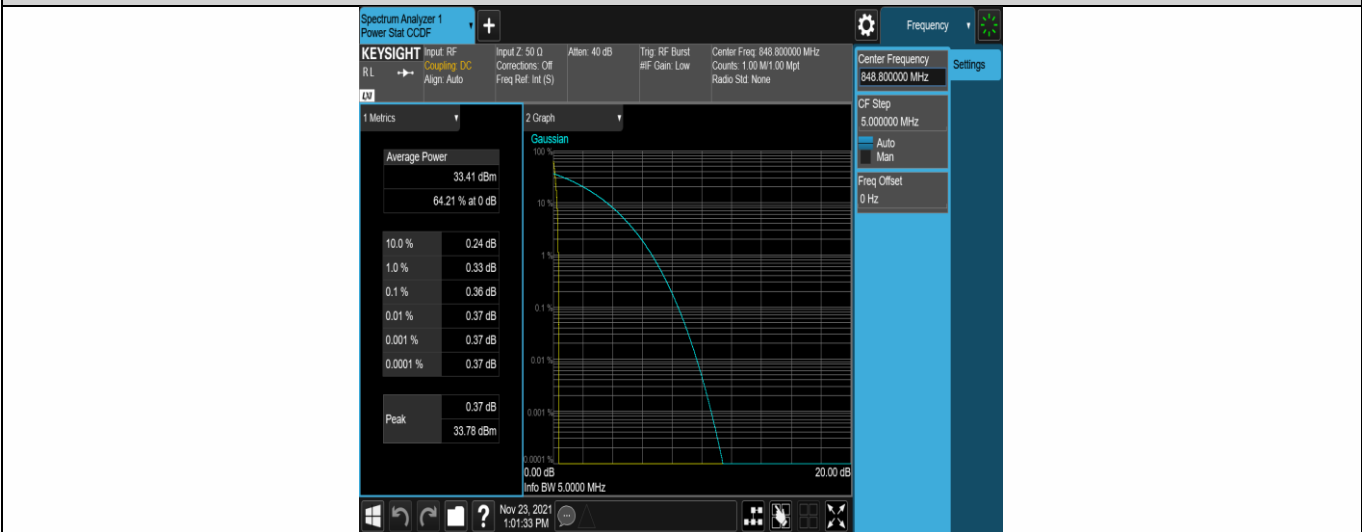 Spectrum Analyzer 1
Power Stat CCDF
+
Frequency
KEYSIGHT
R L
LXI
Input: RF
Coupling: DC
Align: Auto
Input Z: 50 Ω
Corrections: Off
Freq Ref: Int (S)
Atten: 40 dB
Trig: RF Burst
#IF Gain: Low
Center Freq: 848.800000 MHz
Counts: 1.00 M/1.00 Mpt
Radio Std: None
Center Frequency
848.800000 MHz
Settings
CF Step
5.000000 MHz
Auto
Man
Freq Offset
0 Hz
1 Metrics
Average Power
33.41 dBm
64.21 % at 0 dB
10.0 % 0.24 dB
1.0 % 0.33 dB
0.1 % 0.36 dB
0.01 % 0.37 dB
0.001 % 0.37 dB
0.0001 % 0.37 dB
Peak
0.37 dB
33.78 dBm
2 Graph
Gaussian
100 %
10 %
1 %
0.1 %
0.01 %
0.001 %
0.0001 %
0.00 dB 20.00 dB
Info BW 5.0000 MHz
?
Nov 23, 2021
1:01:33 PM